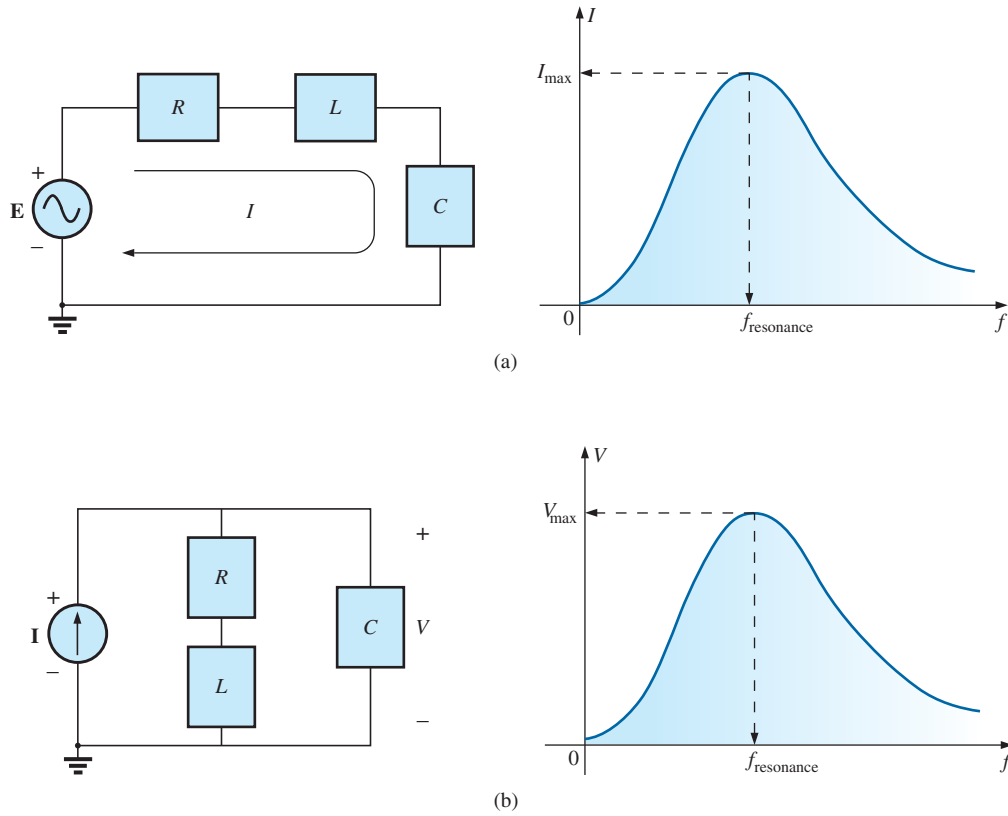 I
I_max
R
L
C
I
+
E
−
0
f_resonance
f
(a)
V
V_max
+
R
+
I
C
V
−
L
−
0
f_resonance
f
(b)